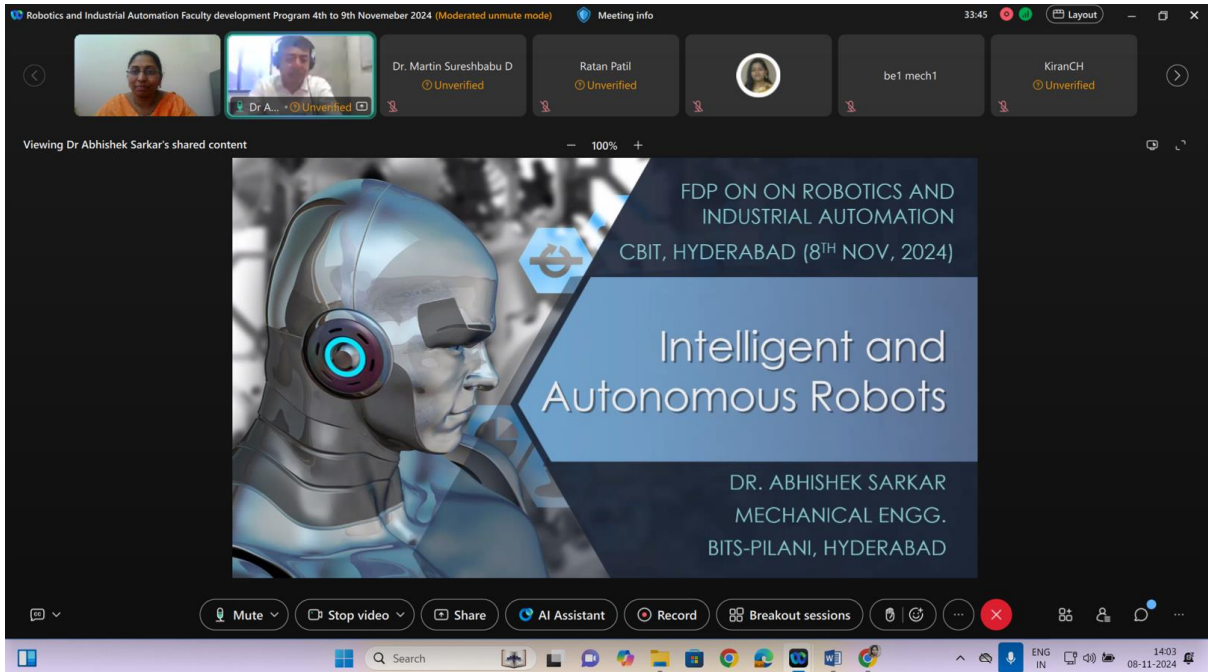 Robotics and Industrial Automation Faculty development Program 4th to 9th Novemeber 2024 (Moderated unmute mode)
Meeting info
33:45
Layout
Dr A...
Unverified
Dr. Martin Sureshbabu D
Unverified
Ratan Patil
Unverified
be1 mech1
KiranCH
Unverified
Viewing Dr Abhishek Sarkar's shared content
100%
FDP ON ON ROBOTICS AND
INDUSTRIAL AUTOMATION
CBIT, HYDERABAD (8TH NOV, 2024)
Intelligent and
Autonomous Robots
DR. ABHISHEK SARKAR
MECHANICAL ENGG.
BITS-PILANI, HYDERABAD
CC
Mute
Stop video
Share
AI Assistant
Record
Breakout sessions
Search
ENG
IN
14:03
08-11-2024